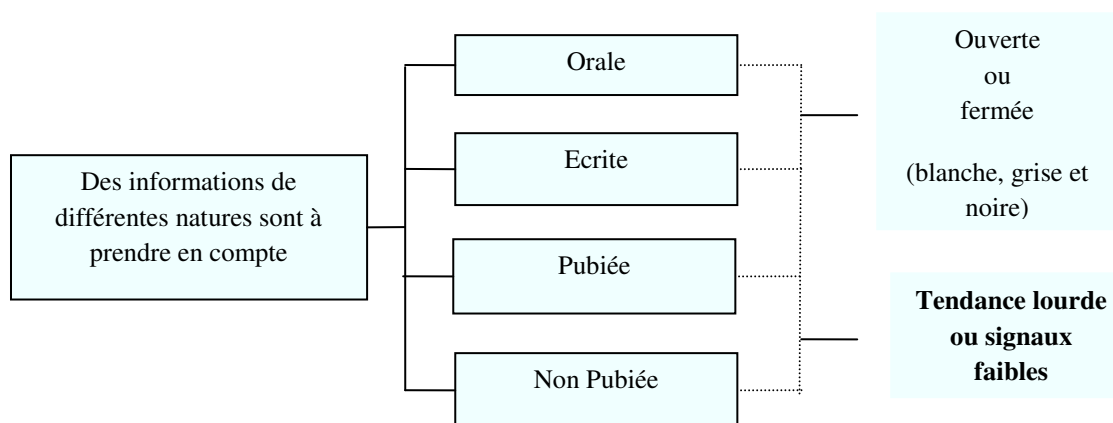 Des informations de
différentes natures sont à
prendre en compte
Orale
Ecrite
Pubiée
Non Pubiée
Ouverte
ou
fermée
(blanche, grise et
noire)
Tendance lourde
ou signaux
faibles